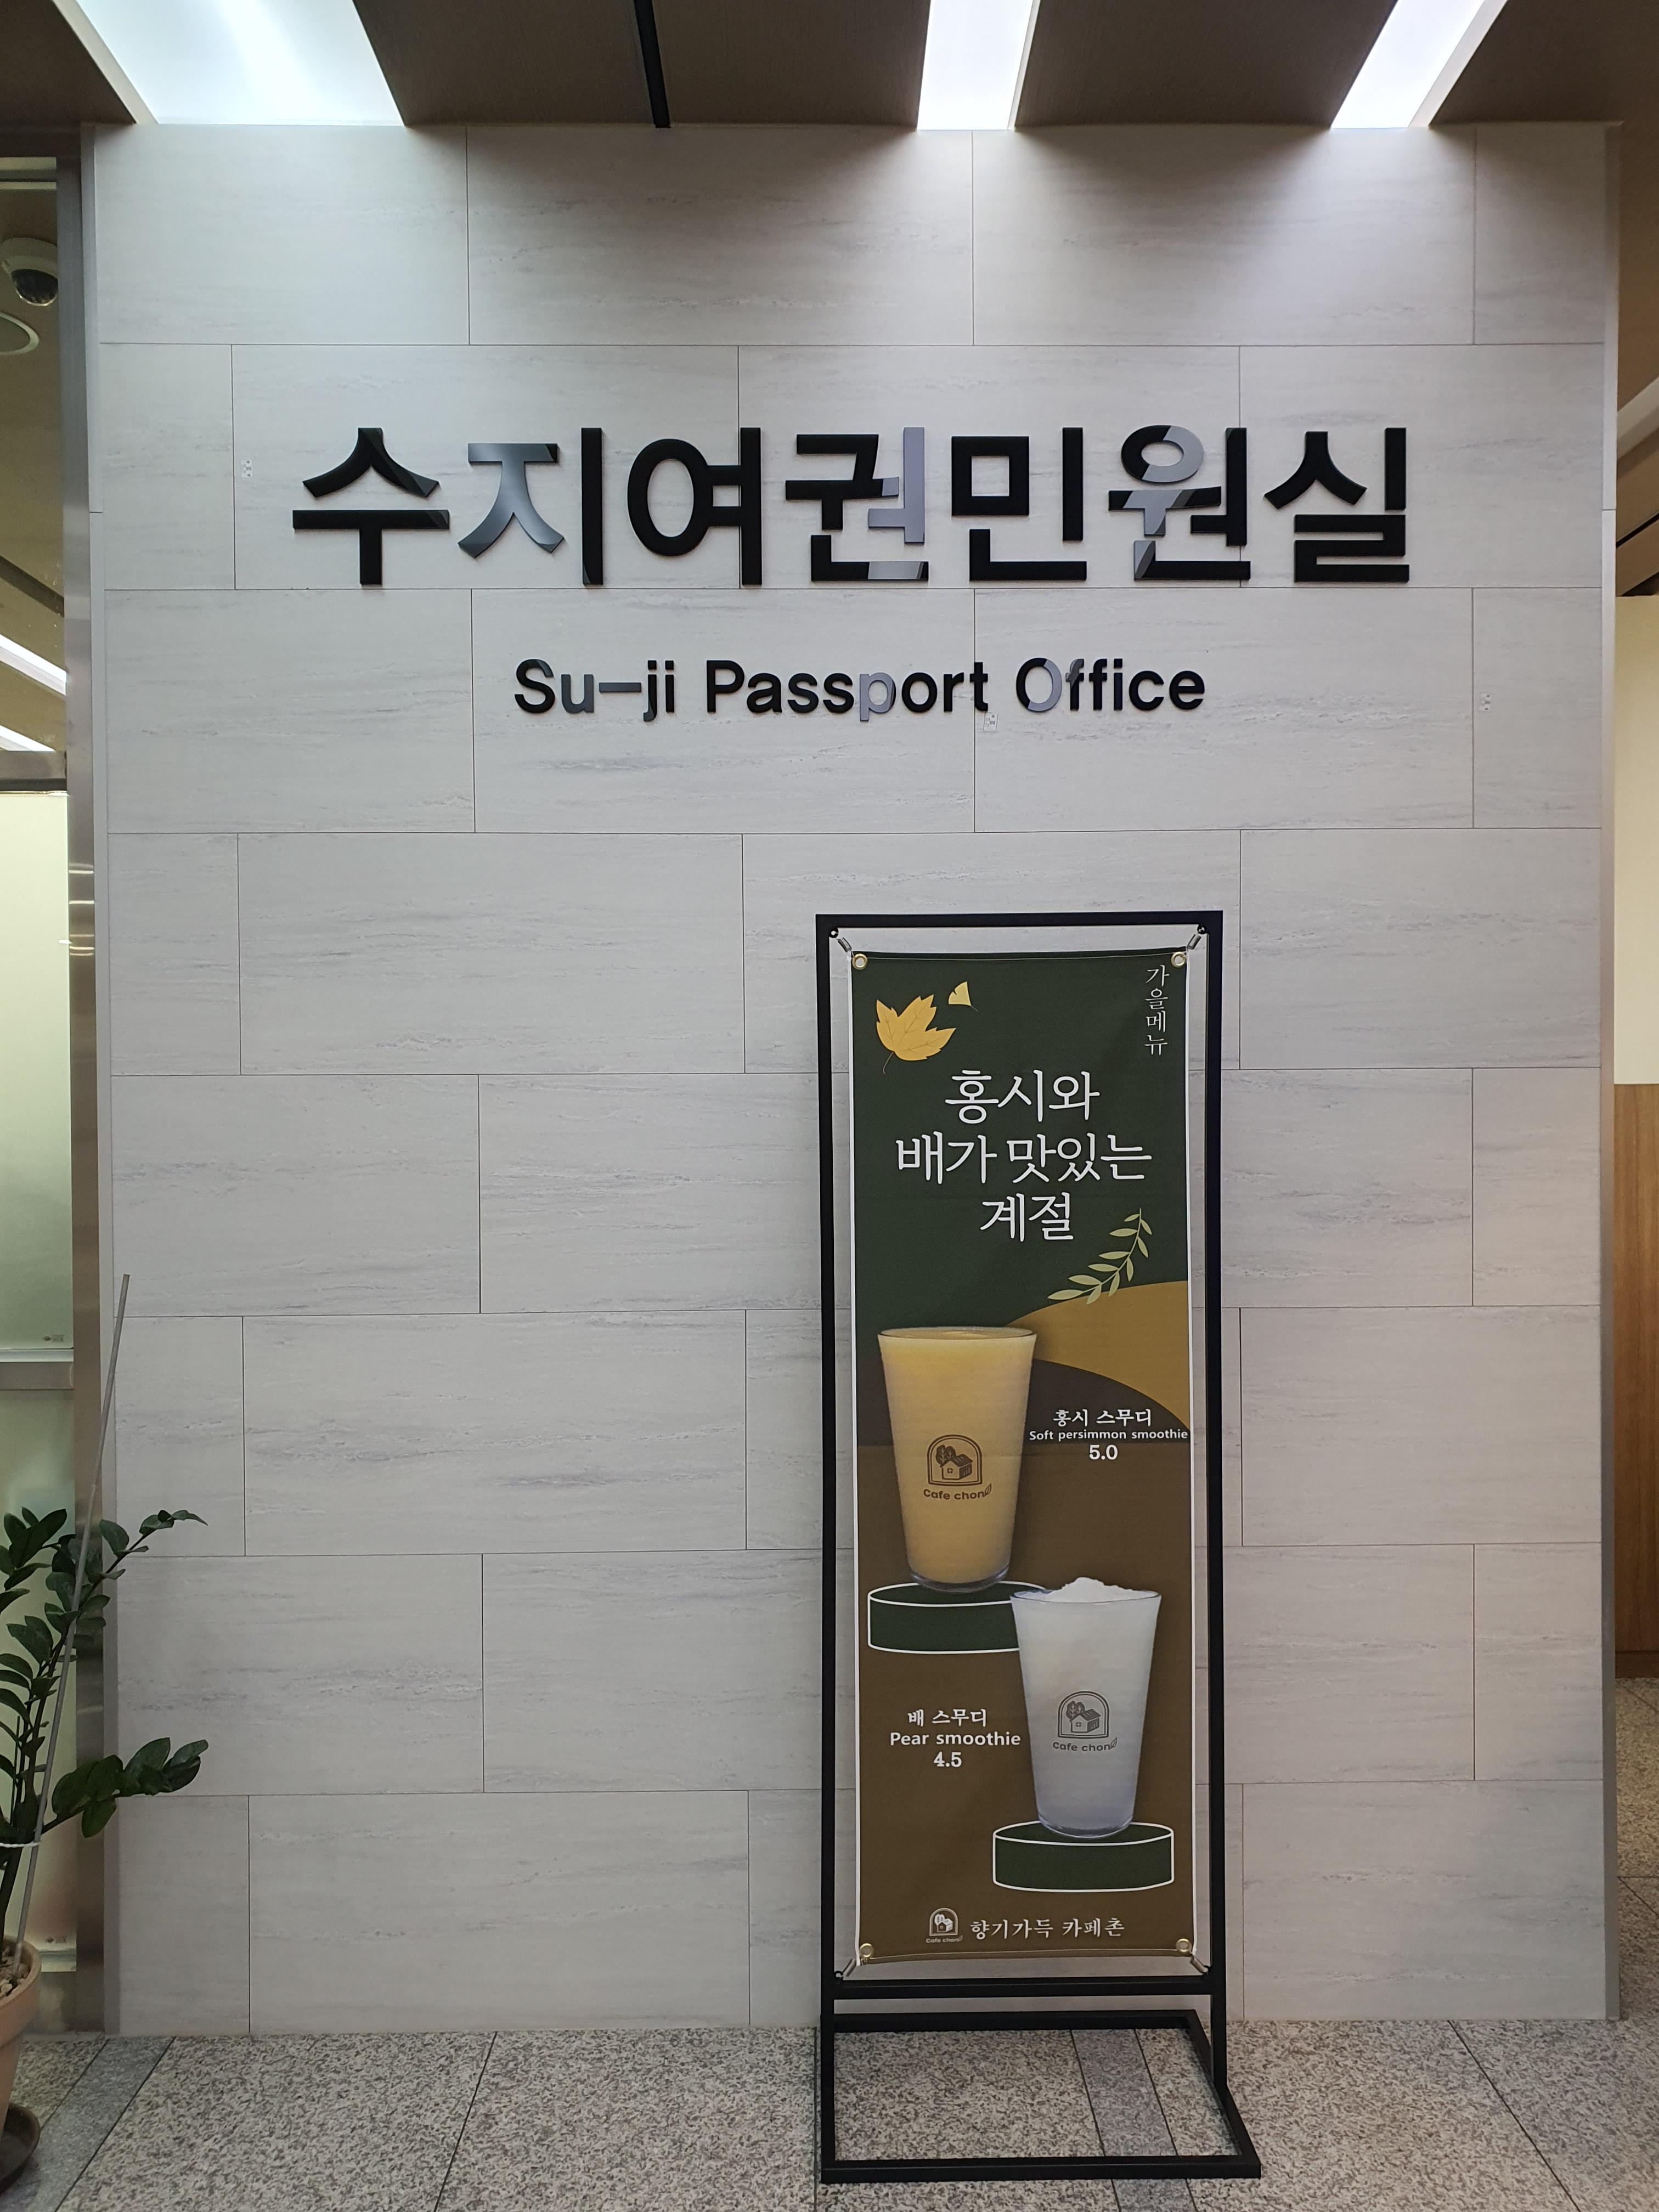 수지여권민원실
Su-ji Passport Office
가을메뉴
홍시와
배가 맛있는
계절
홍시 스무디
Soft persimmon smoothie
5.0
Cafe chon
배 스무디
Pear smoothie
4.5
Cafe chon
Cafe chon
향기가득 카페촌